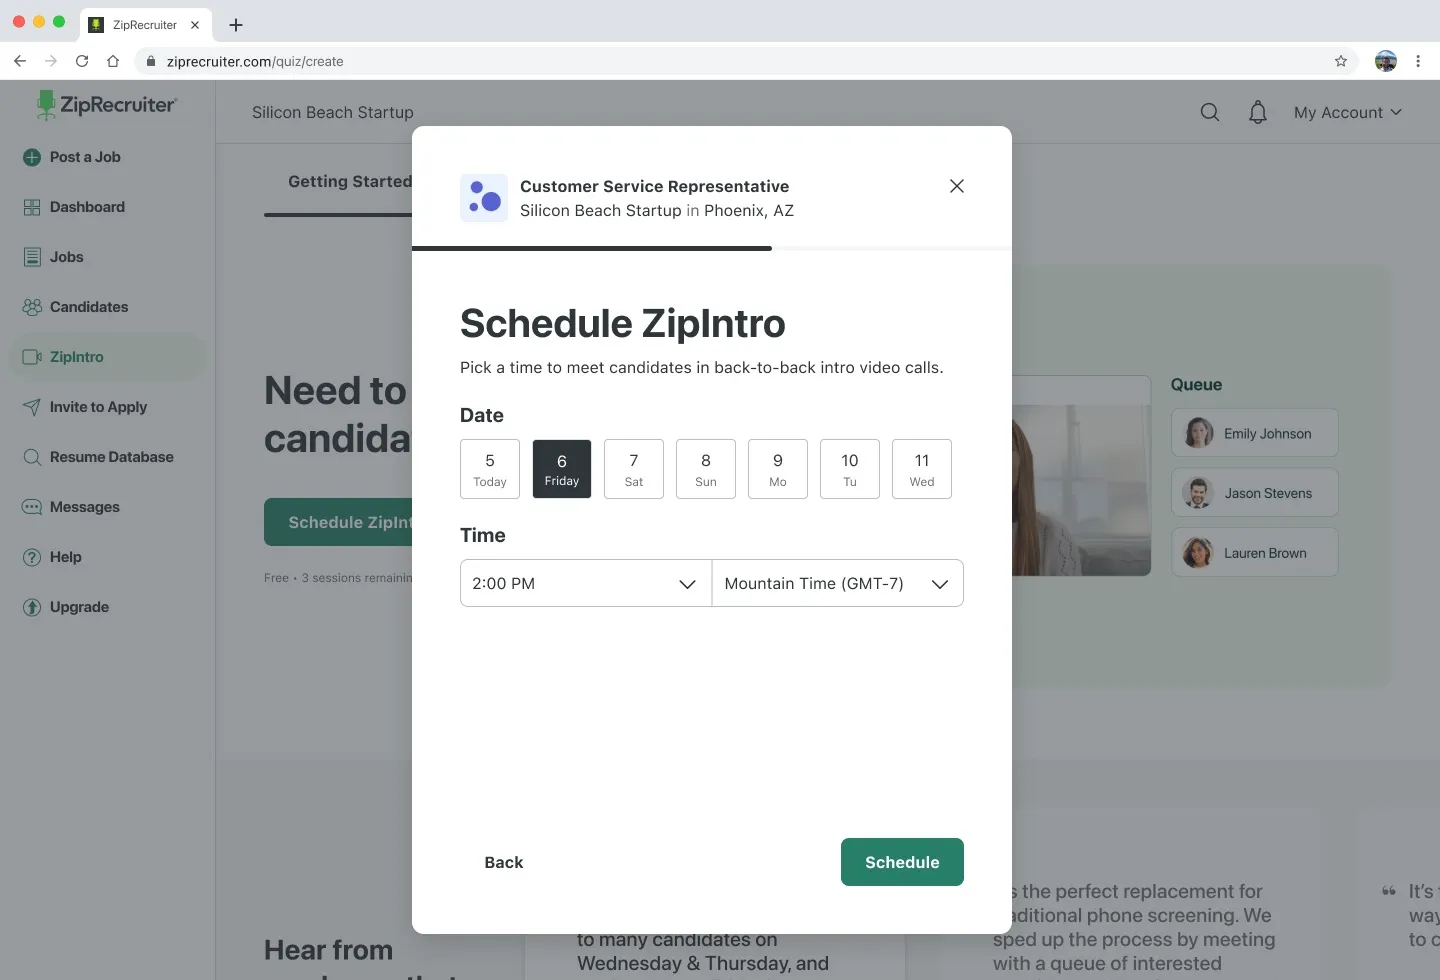 ZipRecruiter
ziprecruiter.com/quiz/create
ZipRecruiter
Post a Job
Dashboard
Jobs
Candidates
ZipIntro
Invite to Apply
Resume Database
Messages
Help
Upgrade
Silicon Beach Startup
My Account
Getting Started
Need to
candida
Schedule ZipInt
Free • 3 sessions remainin
Customer Service Representative
Silicon Beach Startup in Phoenix, AZ
Schedule ZipIntro
Pick a time to meet candidates in back-to-back intro video calls.
Date
5 Today
6 Friday
7 Sat
8 Sun
9 Mo
10 Tu
11 Wed
Time
2:00 PM
Mountain Time (GMT-7)
Back
Schedule
Queue
Emily Johnson
Jason Stevens
Lauren Brown
Hear from
to many candidates on
Wednesday & Thursday, and
s the perfect replacement for
aditional phone screening. We
sped up the process by meeting
with a queue of interested
“ It’s
way
to c